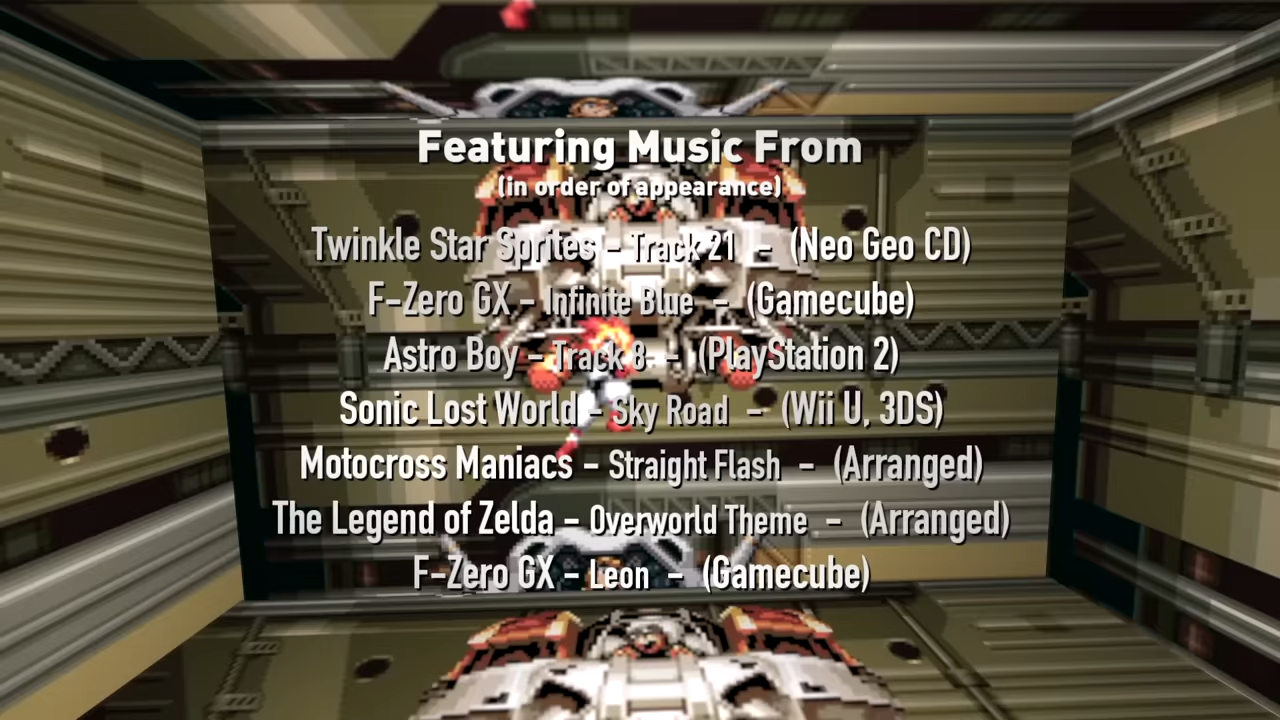 Featuring Music From
(in order of appearance)
Twinkle Star Sprites - Track 21 - (Neo Geo CD)
F-Zero GX - Infinite Blue - (Gamecube)
Astro Boy - Track 8 - (PlayStation 2)
Sonic Lost World - Sky Road - (Wii U, 3DS)
Motocross Maniacs - Straight Flash - (Arranged)
The Legend of Zelda - Overworld Theme - (Arranged)
F-Zero GX - Leon - (Gamecube)